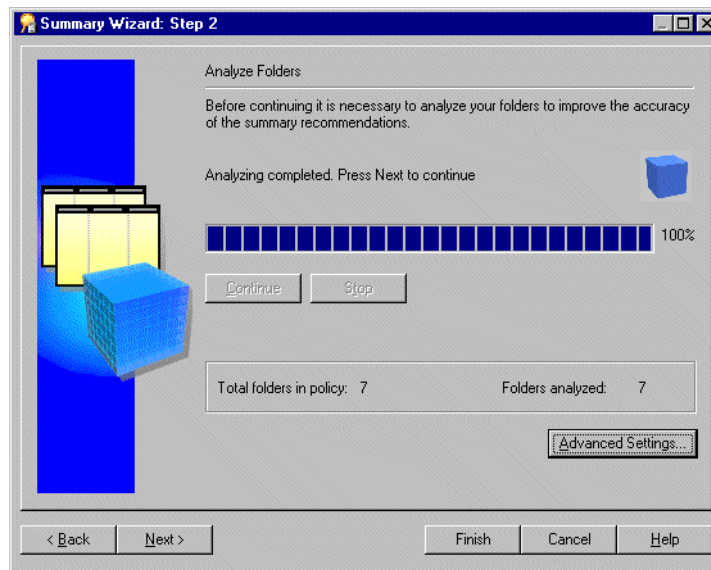 Summary Wizard: Step 2
Analyze Folders
Before continuing it is necessary to analyze your folders to improve the accuracy
of the summary recommendations.
Analyzing completed. Press Next to continue
100%
Continue Stop
Total folders in policy: 7 Folders analyzed: 7
Advanced Settings...
< Back Next > Finish Cancel Help